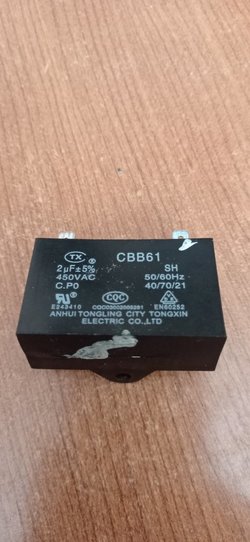 TX ® CBB61
2μF±5% SH
450VAC 50/60Hz
C.P0 40/70/21
CQC
E243410 EN60252
ANHUI TONGLING CITY TONGXIN
ELECTRIC CO.,LTD